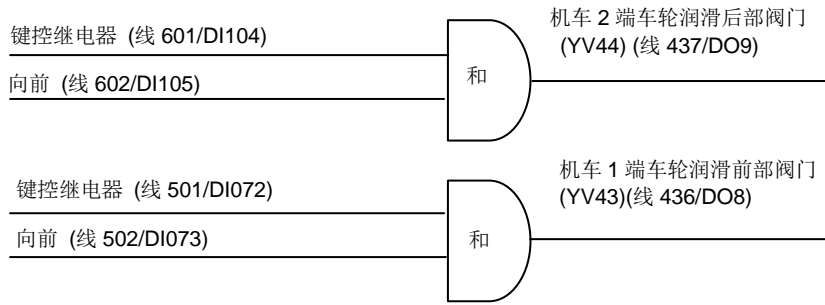 键控继电器 (线 601/DI104)
向前 (线 602/DI105)
和
机车 2 端车轮润滑后部阀门
(YV44) (线 437/DO9)
键控继电器 (线 501/DI072)
向前 (线 502/DI073)
和
机车 1 端车轮润滑前部阀门
(YV43)(线 436/DO8)